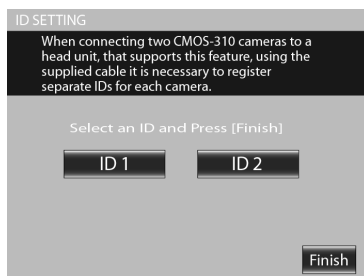 ID SETTING
When connecting two CMOS-310 cameras to a
head unit, that supports this feature, using the
supplied cable it is necessary to register
separate IDs for each camera.
Select an ID and Press [Finish]
ID 1 ID 2
Finish